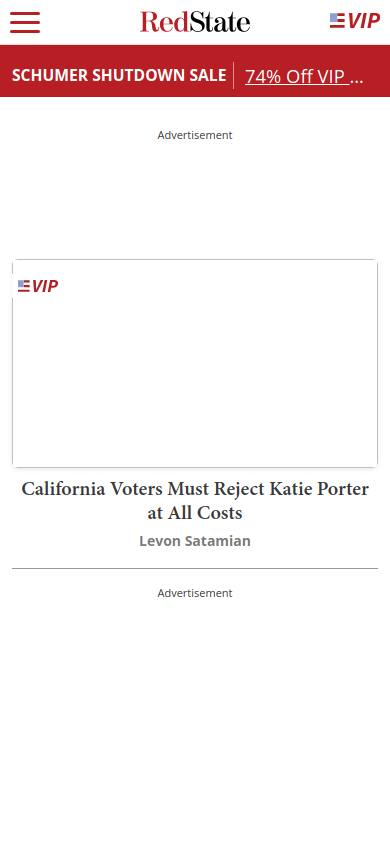 RedState
VIP
SCHUMER SHUTDOWN SALE
74% Off VIP ...
Advertisement
VIP
California Voters Must Reject Katie Porter
at All Costs
Levon Satamian
Advertisement